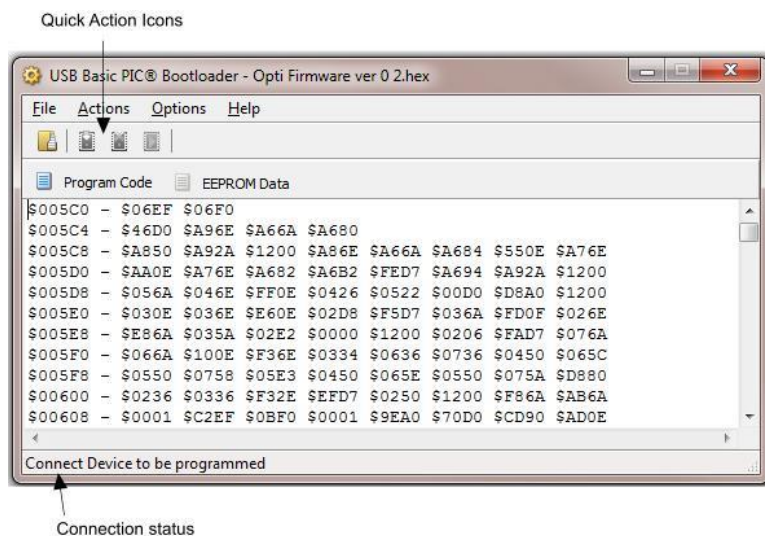 Quick Action Icons
USB Basic PIC® Bootloader - Opti Firmware ver 0 2.hex
File Actions Options Help
Program Code EEPROM Data
$005C0 - $06EF $06F0
$005C4 - $46D0 $A96E $A66A $A680
$005C8 - $A850 $A92A $1200 $A86E $A66A $A684 $550E $A76E
$005D0 - $AA0E $A76E $A682 $A6B2 $FED7 $A694 $A92A $1200
$005D8 - $056A $046E $FF0E $0426 $0522 $00D0 $D8A0 $1200
$005E0 - $030E $036E $E60E $02D8 $F5D7 $036A $FD0F $026E
$005E8 - $E86A $035A $02E2 $0000 $1200 $0206 $FAD7 $076A
$005F0 - $066A $100E $F36E $0334 $0636 $0736 $0450 $065C
$005F8 - $0550 $0758 $05E3 $0450 $065E $0550 $075A $D880
$00600 - $0236 $0336 $F32E $EFD7 $0250 $1200 $F86A $AB6A
$00608 - $0001 $C2EF $0BF0 $0001 $9EA0 $70D0 $CD90 $AD0E
Connect Device to be programmed
Connection status